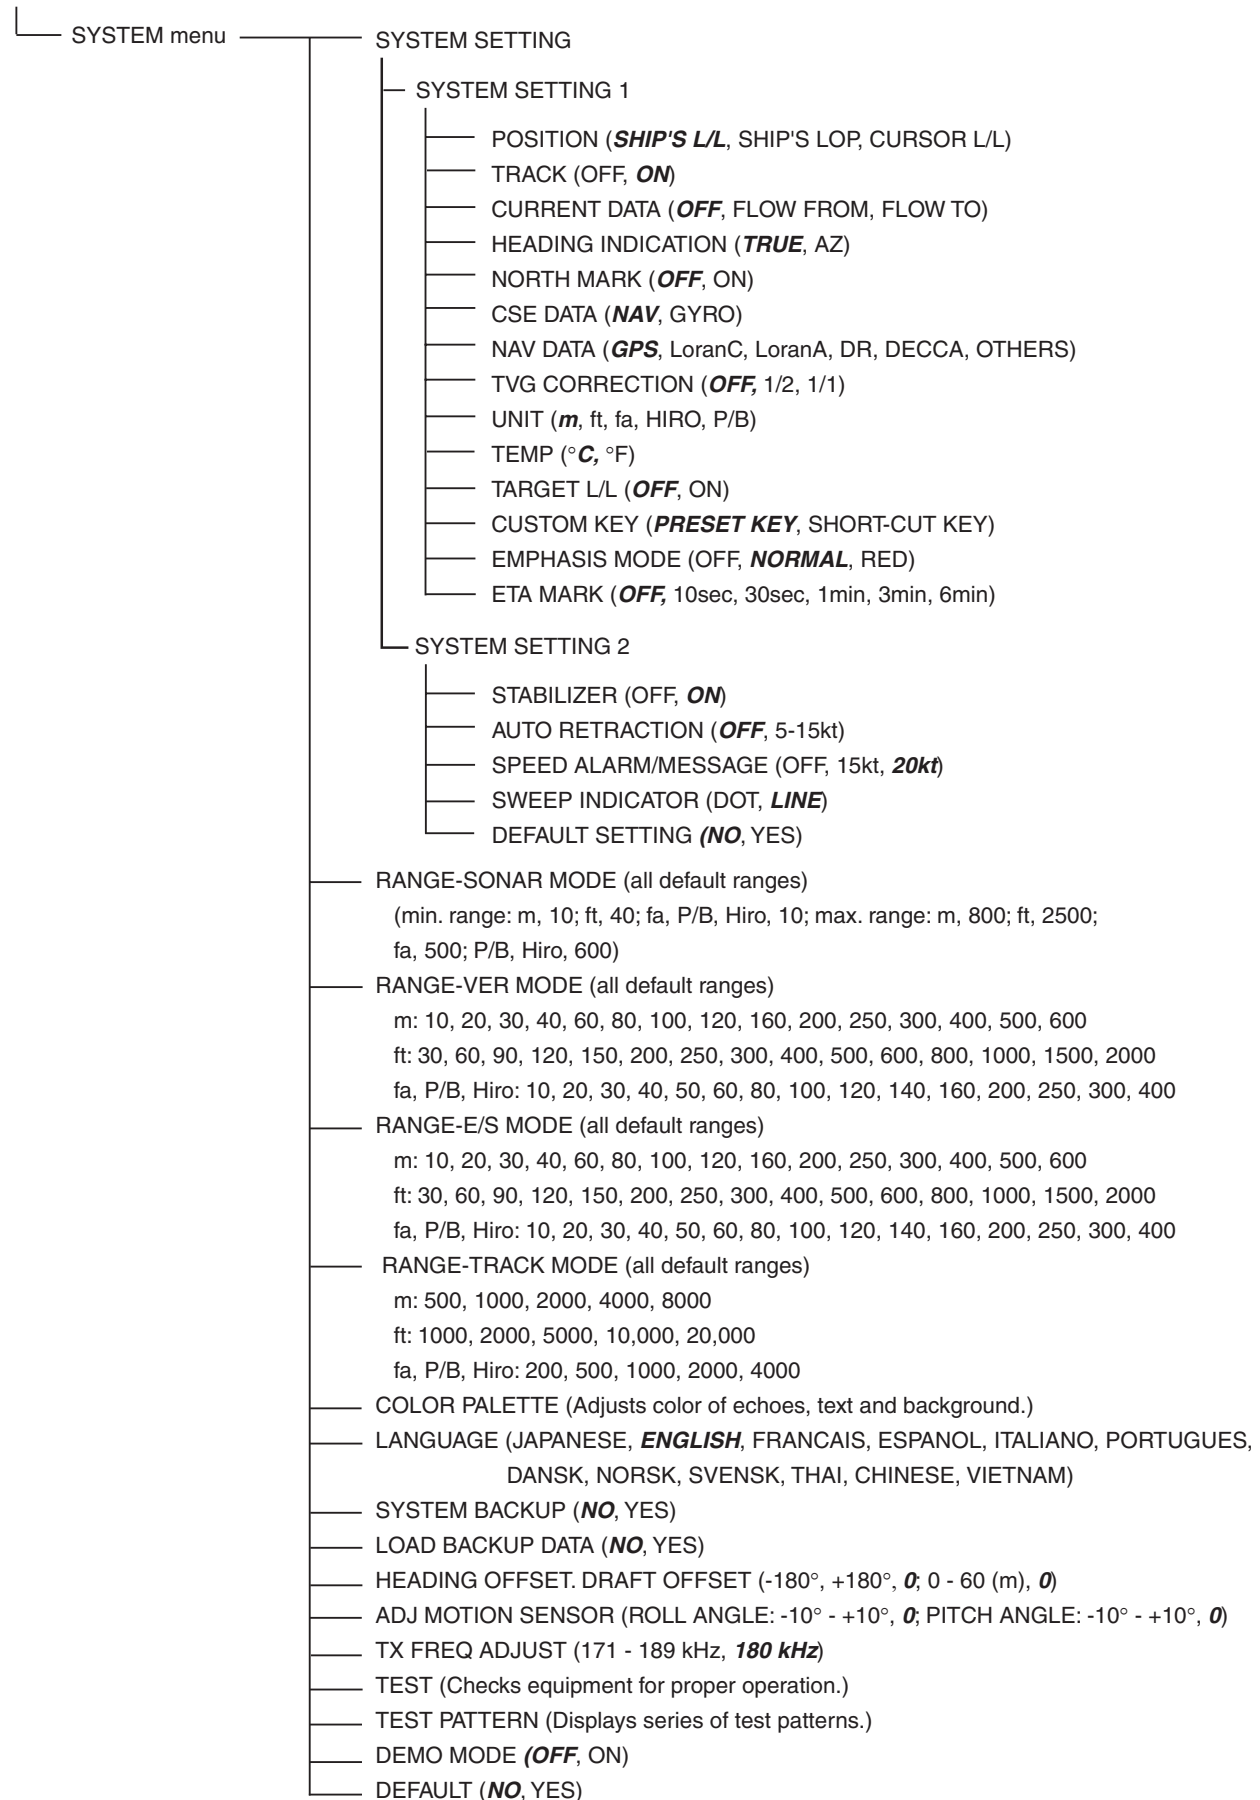 SYSTEM menu
SYSTEM SETTING
SYSTEM SETTING 1
POSITION (SHIP'S L/L, SHIP'S LOP, CURSOR L/L)
TRACK (OFF, ON)
CURRENT DATA (OFF, FLOW FROM, FLOW TO)
HEADING INDICATION (TRUE, AZ)
NORTH MARK (OFF, ON)
CSE DATA (NAV, GYRO)
NAV DATA (GPS, LoranC, LoranA, DR, DECCA, OTHERS)
TVG CORRECTION (OFF, 1/2, 1/1)
UNIT (m, ft, fa, HIRO, P/B)
TEMP (°C, °F)
TARGET L/L (OFF, ON)
CUSTOM KEY (PRESET KEY, SHORT-CUT KEY)
EMPHASIS MODE (OFF, NORMAL, RED)
ETA MARK (OFF, 10sec, 30sec, 1min, 3min, 6min)
SYSTEM SETTING 2
STABILIZER (OFF, ON)
AUTO RETRACTION (OFF, 5-15kt)
SPEED ALARM/MESSAGE (OFF, 15kt, 20kt)
SWEEP INDICATOR (DOT, LINE)
DEFAULT SETTING (NO, YES)
RANGE-SONAR MODE (all default ranges)
(min. range: m, 10; ft, 40; fa, P/B, Hiro, 10; max. range: m, 800; ft, 2500;
fa, 500; P/B, Hiro, 600)
RANGE-VER MODE (all default ranges)
m: 10, 20, 30, 40, 60, 80, 100, 120, 160, 200, 250, 300, 400, 500, 600
ft: 30, 60, 90, 120, 150, 200, 250, 300, 400, 500, 600, 800, 1000, 1500, 2000
fa, P/B, Hiro: 10, 20, 30, 40, 50, 60, 80, 100, 120, 140, 160, 200, 250, 300, 400
RANGE-E/S MODE (all default ranges)
m: 10, 20, 30, 40, 60, 80, 100, 120, 160, 200, 250, 300, 400, 500, 600
ft: 30, 60, 90, 120, 150, 200, 250, 300, 400, 500, 600, 800, 1000, 1500, 2000
fa, P/B, Hiro: 10, 20, 30, 40, 50, 60, 80, 100, 120, 140, 160, 200, 250, 300, 400
RANGE-TRACK MODE (all default ranges)
m: 500, 1000, 2000, 4000, 8000
ft: 1000, 2000, 5000, 10,000, 20,000
fa, P/B, Hiro: 200, 500, 1000, 2000, 4000
COLOR PALETTE (Adjusts color of echoes, text and background.)
LANGUAGE (JAPANESE, ENGLISH, FRANCAIS, ESPANOL, ITALIANO, PORTUGUES,
DANSK, NORSK, SVENSK, THAI, CHINESE, VIETNAM)
SYSTEM BACKUP (NO, YES)
LOAD BACKUP DATA (NO, YES)
HEADING OFFSET. DRAFT OFFSET (-180°, +180°, 0; 0 - 60 (m), 0)
ADJ MOTION SENSOR (ROLL ANGLE: -10° - +10°, 0; PITCH ANGLE: -10° - +10°, 0)
TX FREQ ADJUST (171 - 189 kHz, 180 kHz)
TEST (Checks equipment for proper operation.)
TEST PATTERN (Displays series of test patterns.)
DEMO MODE (OFF, ON)
DEFAULT (NO, YES)